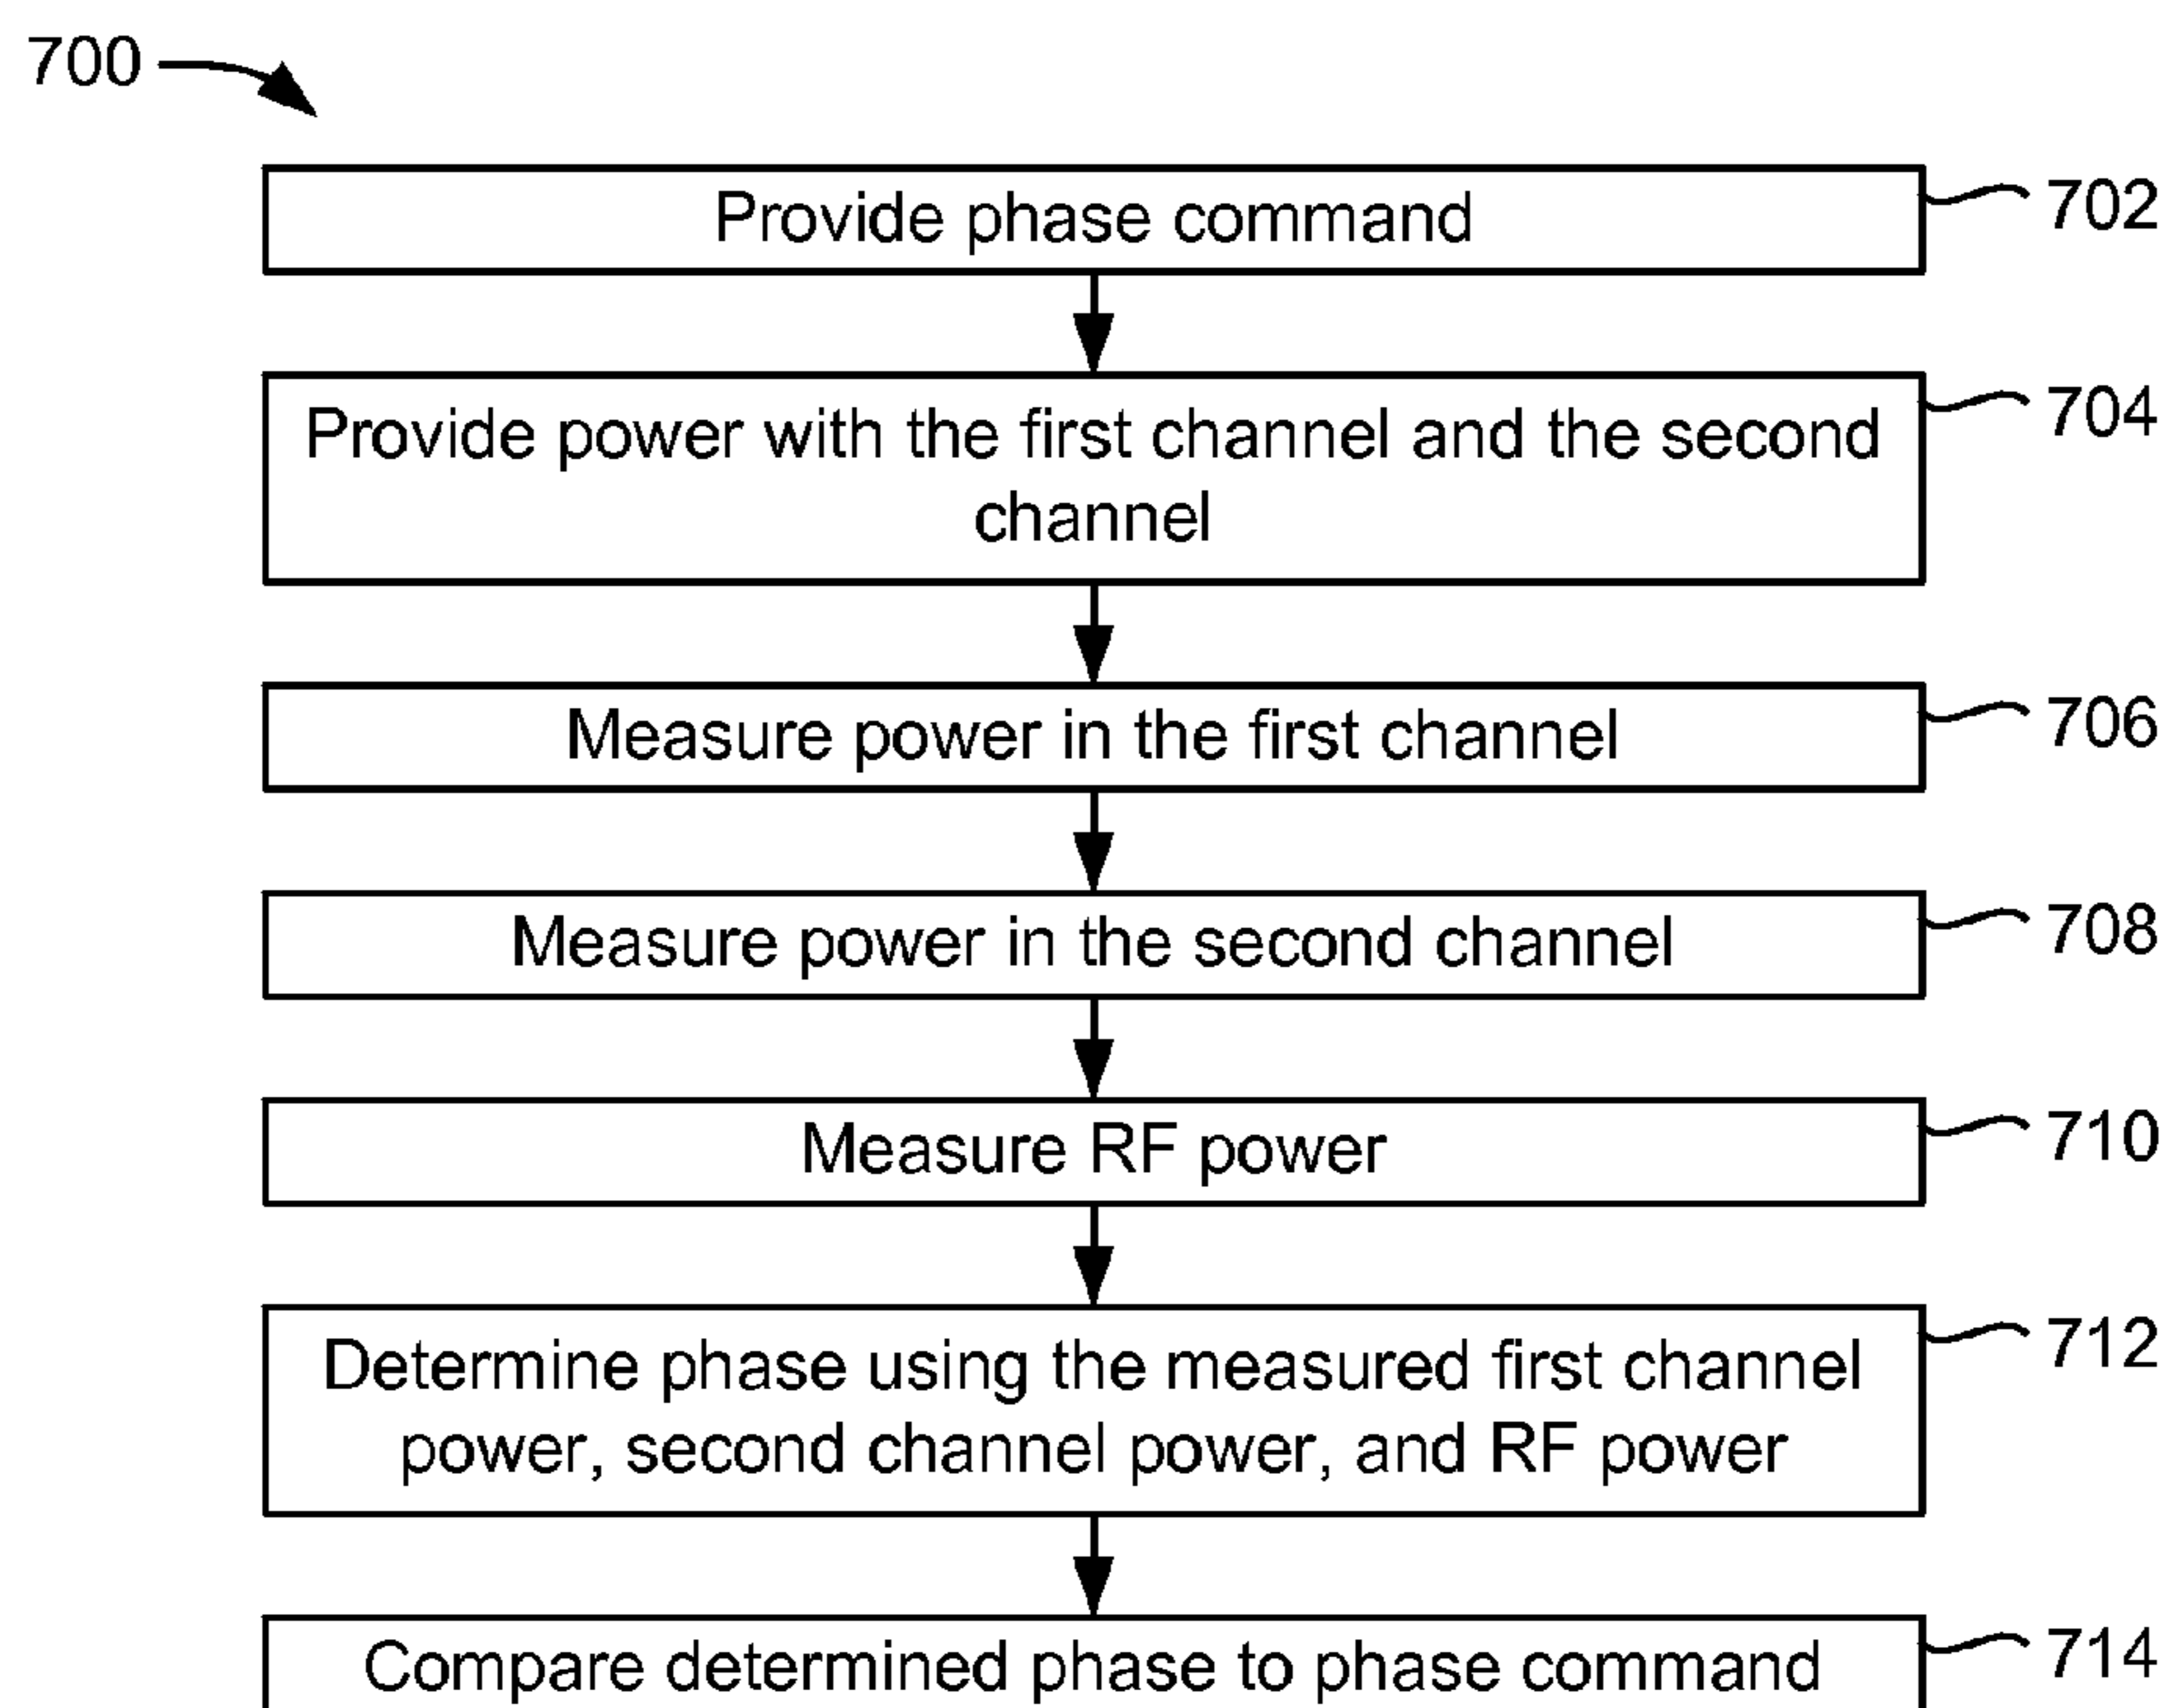 700
Provide phase command
702
Provide power with the first channel and the second
channel
704
Measure power in the first channel
706
Measure power in the second channel
708
Measure RF power
710
Determine phase using the measured first channel
power, second channel power, and RF power
712
Compare determined phase to phase command
714